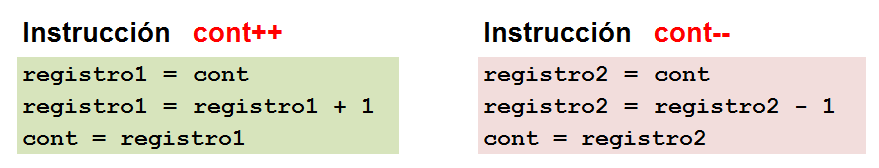 Instrucción cont++
registro1 = cont
registro1 = registro1 + 1
cont = registro1
Instrucción cont--
registro2 = cont
registro2 = registro2 - 1
cont = registro2